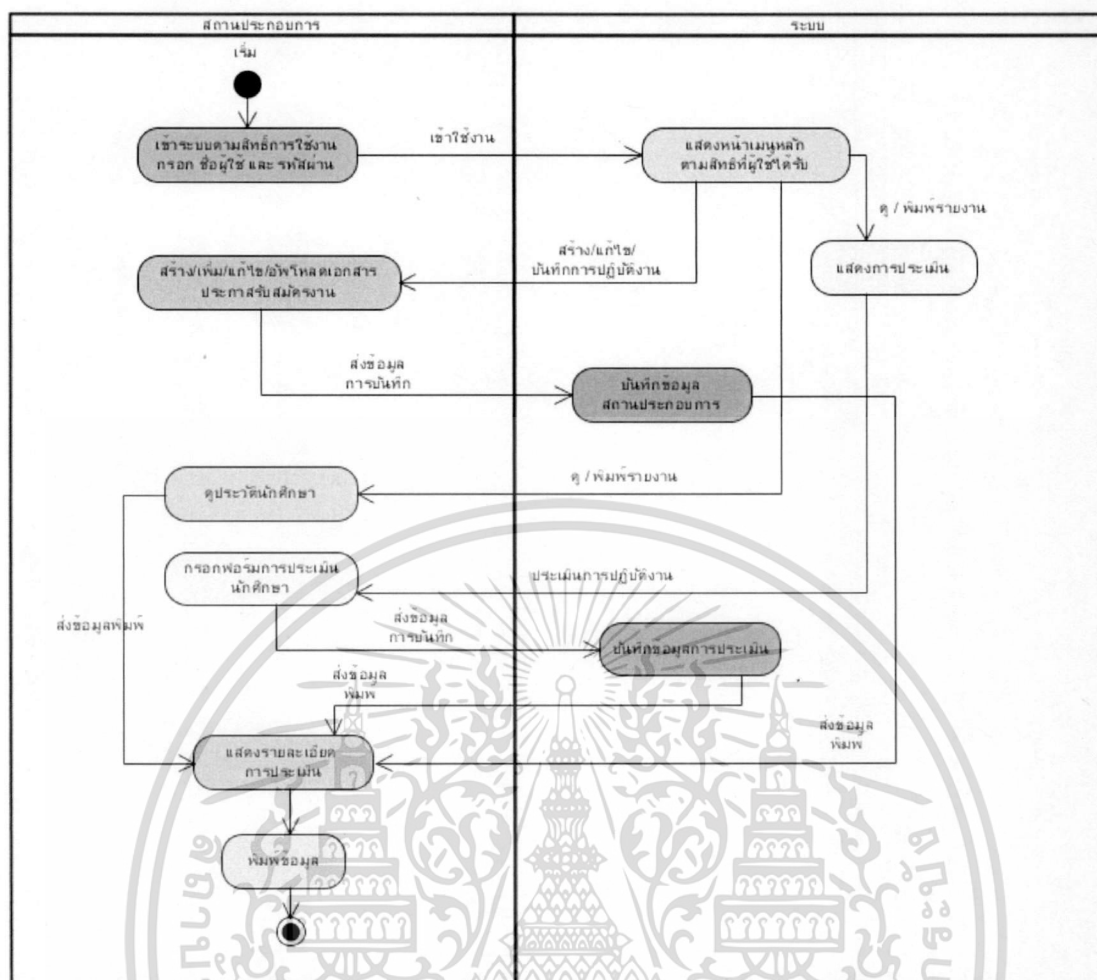 สถานประกอบการ
ระบบ
เริ่ม
เข้าระบบตามสิทธิ์การใช้งาน
กรอก ชื่อผู้ใช้ และ รหัสผ่าน
เข้าใช้งาน
แสดงหน้าเมนูหลัก
ตามสิทธิ์ที่ผู้ใช้ได้รับ
ดู / พิมพ์รายงาน
แสดงการประเมิน
สร้าง/แก้ไข/
บันทึกการปฏิบัติงาน
สร้าง/เพิ่ม/แก้ไข/อัพโหลดเอกสาร
ประกาศรับสมัครงาน
ส่งข้อมูล
การบันทึก
บันทึกข้อมูล
สถานประกอบการ
ดู / พิมพ์รายงาน
ดูประวัตินักศึกษา
กรอกฟอร์มการประเมิน
นักศึกษา
ประเมินการปฏิบัติงาน
ส่งข้อมูลพิมพ์
ส่งข้อมูล
การบันทึก
บันทึกข้อมูลการประเมิน
ส่งข้อมูล
พิมพ์
ส่งข้อมูล
พิมพ์
แสดงรายละเอียด
การประเมิน
พิมพ์ข้อมูล